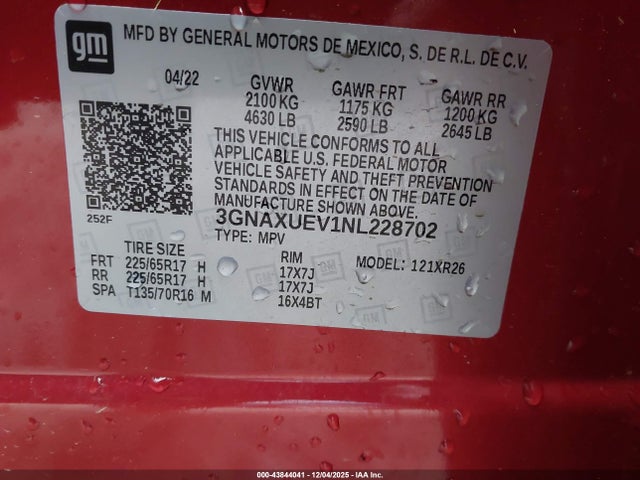 gm
MFD BY GENERAL MOTORS DE MEXICO, S. DE R.L. DE C.V.
04/22 GVWR GAWR FRT GAWR RR
2100 KG 1175 KG 1200 KG
4630 LB 2590 LB 2645 LB
THIS VEHICLE CONFORMS TO ALL
APPLICABLE U.S. FEDERAL MOTOR
VEHICLE SAFETY AND THEFT PREVENTION
STANDARDS IN EFFECT ON THE DATE OF
MANUFACTURE SHOWN ABOVE.
252F 3GNAXUEV1NL228702
TYPE: MPV
TIRE SIZE RIM MODEL: 121XR26
FRT 225/65R17 H 17X7J
RR 225/65R17 H 17X7J
SPA T135/70R16 M 16X4BT
000-43844041 - 12/04/2025 - IAA Inc.